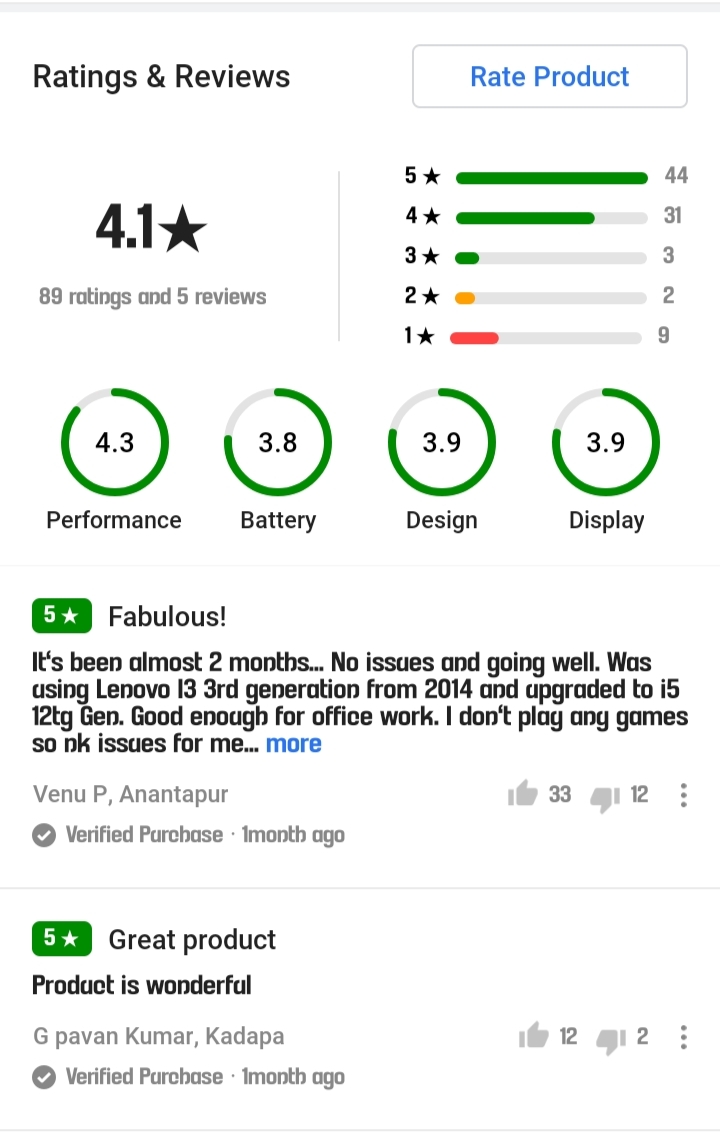 Ratings & Reviews
Rate Product
4.1★
89 ratings and 5 reviews
5 ★ 44
4 ★ 31
3 ★ 3
2 ★ 2
1 ★ 9
4.3 3.8 3.9 3.9
Performance Battery Design Display
5 ★ Fabulous!
It's been almost 2 months... No issues and going well. Was
using Lenovo I3 3rd generation from 2014 and upgraded to i5
12tg Gen. Good enough for office work. I don't play any games
so nk issues for me... more
Venu P, Anantapur 33 12
Verified Purchase · 1month ago
5 ★ Great product
Product is wonderful
G pavan Kumar, Kadapa 12 2
Verified Purchase · 1month ago